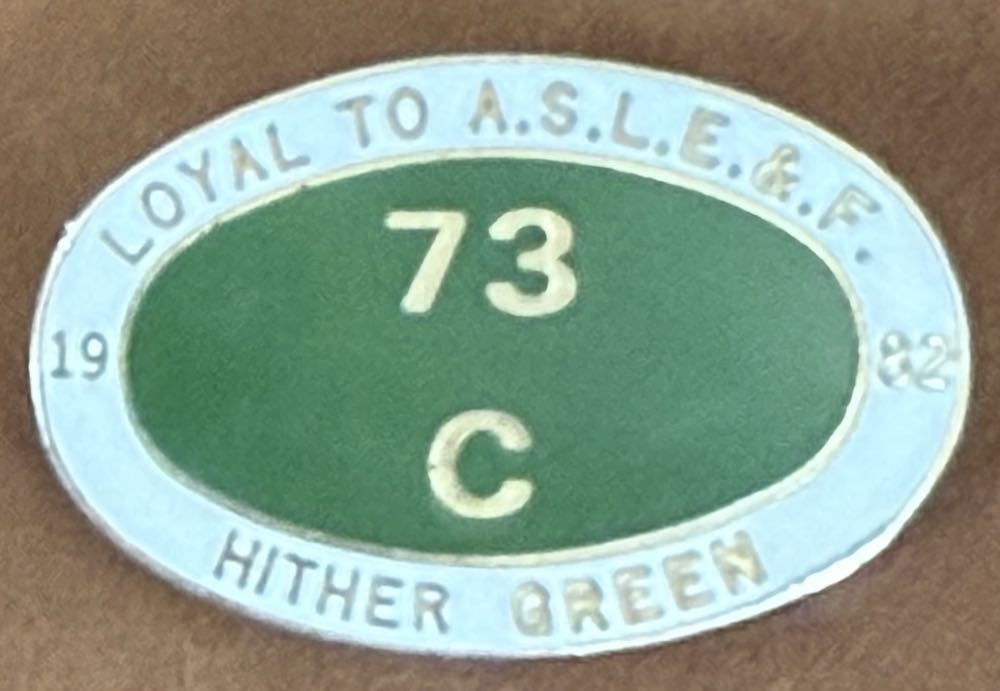 LOYAL TO A.S.L.E.&.F.
73
19 82
C
HITHER GREEN